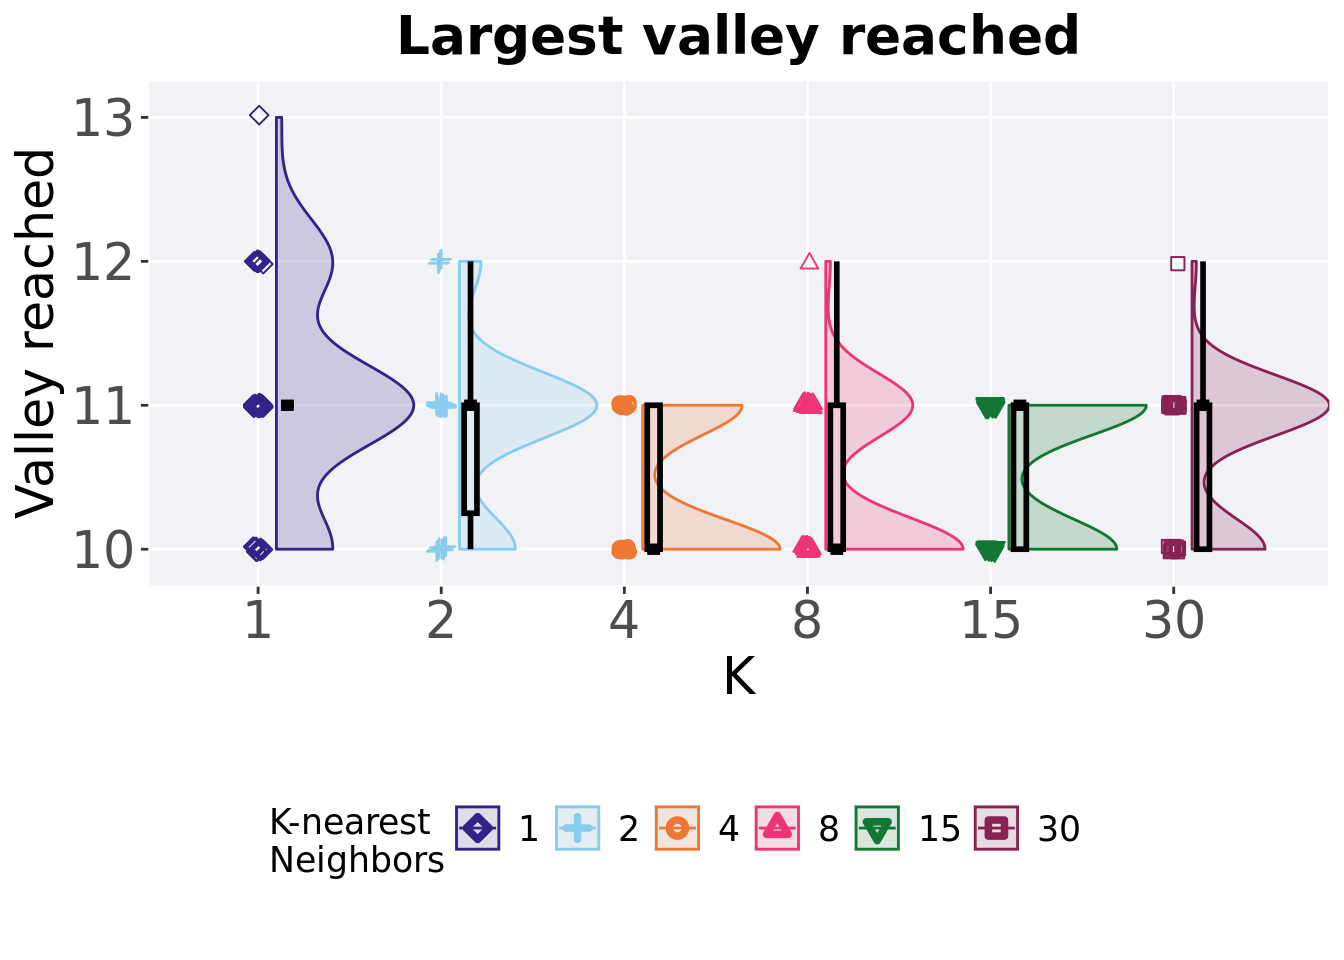 Largest valley reached
Valley reached
13
12
11
10
1 2 4 8 15 30
K
K-nearest
Neighbors
1 2 4 8 15 30